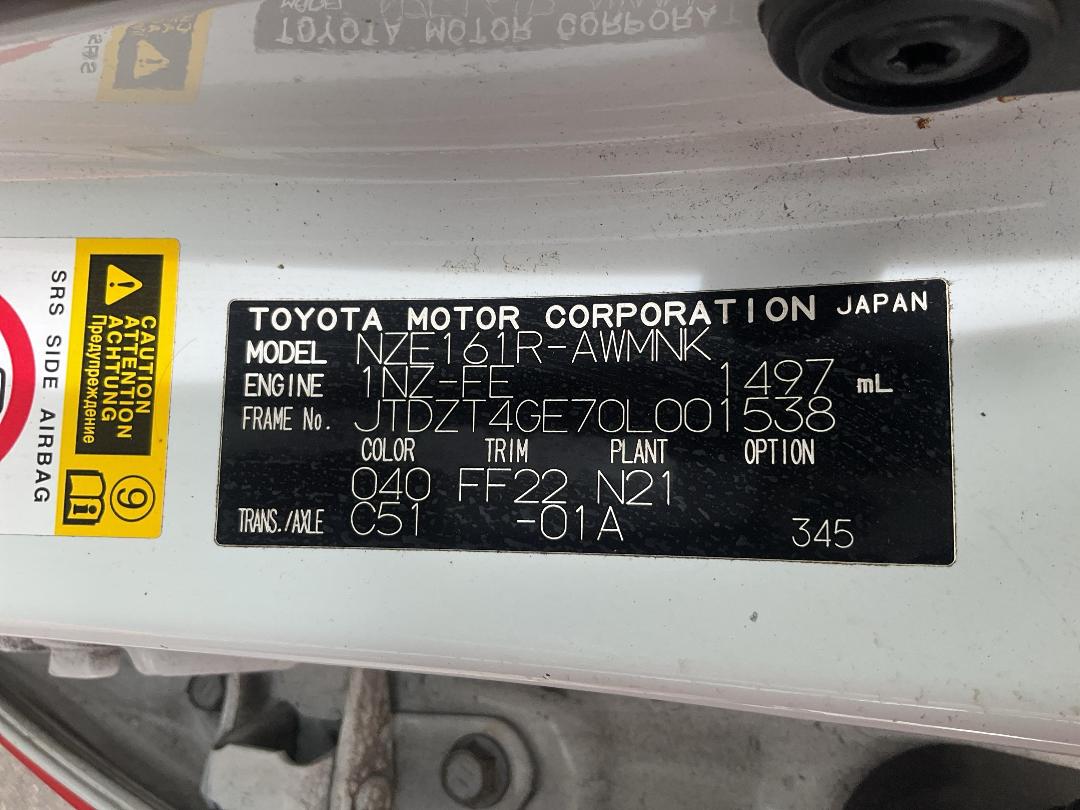 TOYOTA MOTOR CORPORATION JAPAN
MODEL NZE161R-AWMNK
ENGINE 1NZ-FE 1497 mL
FRAME No. JTDZT4GE70L001538
COLOR TRIM PLANT OPTION
040 FF22 N21
TRANS./AXLE C51 -01A 345
CAUTION
ATTENTION
ACHTUNG
Предупреждение
9
SRS SIDE AIRBAG
TOYOTA MOTOR CORPORAT